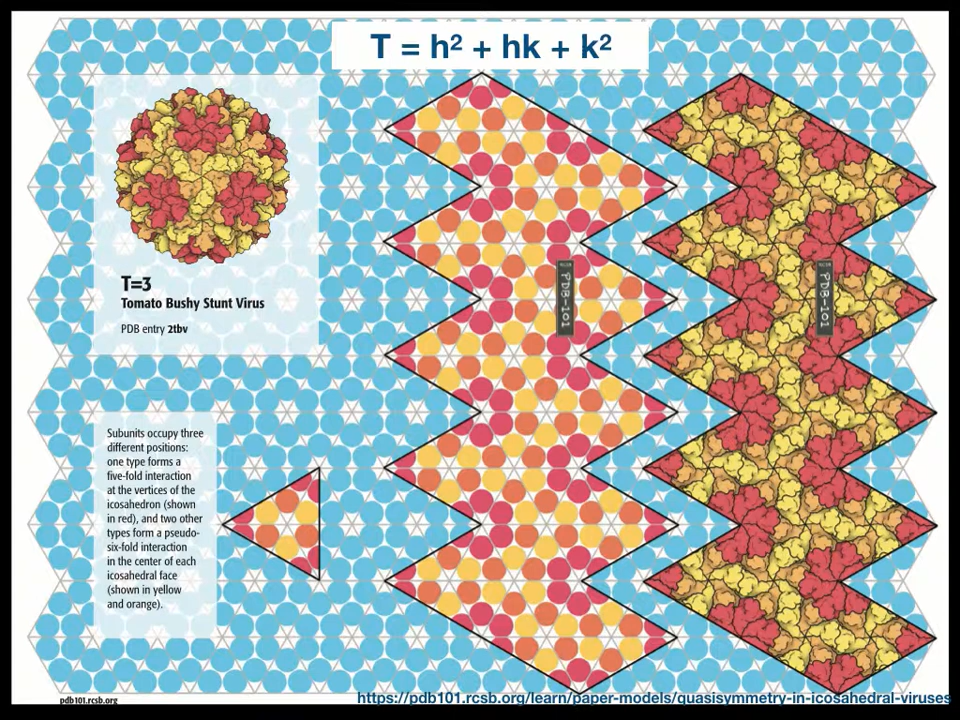 T = h² + hk + k²
T=3
Tomato Bushy Stunt Virus
PDB entry 2tbv
PDB-101
PDB-101
Subunits occupy three
different positions:
one type forms a
five-fold interaction
at the vertices of the
icosahedron (shown
in red), and two other
types form a pseudo-
six-fold interaction
in the center of each
icosahedral face
(shown in yellow
and orange).
pdb101.rcsb.org
https://pdb101.rcsb.org/learn/paper-models/quasisymmetry-in-icosahedral-viruses